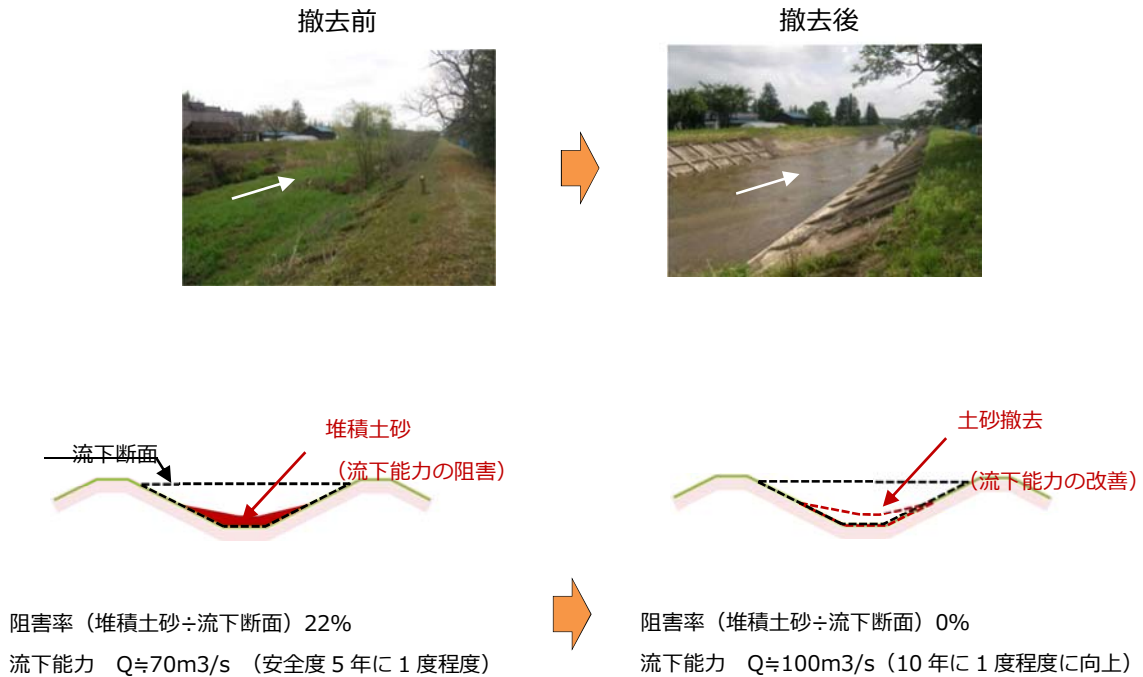 撤去前
撤去後
流下断面
堆積土砂
（流下能力の阻害）
土砂撤去
（流下能力の改善）
阻害率（堆積土砂÷流下断面）22%
流下能力　Q≒70m3/s　（安全度 5 年に 1 度程度）
阻害率（堆積土砂÷流下断面）0%
流下能力　Q≒100m3/s（10 年に 1 度程度に向上）